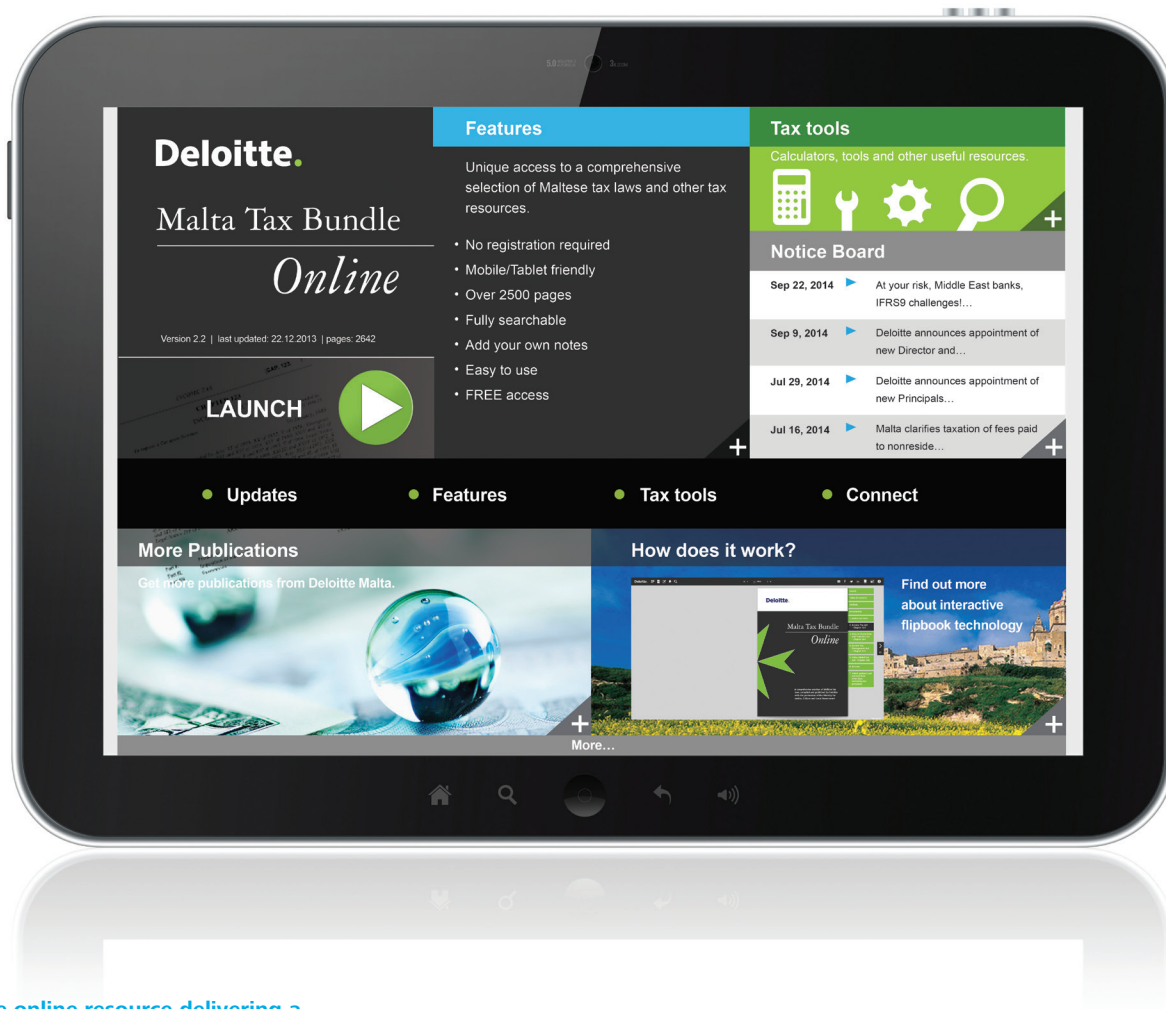 Deloitte.
Malta Tax Bundle
Online
Version 2.2 | last updated: 22.12.2013 | pages: 2642
LAUNCH
Features
Unique access to a comprehensive
selection of Maltese tax laws and other tax
resources.
• No registration required
• Mobile/Tablet friendly
• Over 2500 pages
• Fully searchable
• Add your own notes
• Easy to use
• FREE access
Tax tools
Calculators, tools and other useful resources.
Notice Board
Sep 22, 2014 At your risk, Middle East banks,
IFRS9 challenges!…
Sep 9, 2014 Deloitte announces appointment of
new Director and…
Jul 29, 2014 Deloitte announces appointment of
new Principals…
Jul 16, 2014 Malta clarifies taxation of fees paid
to nonreside…
• Updates • Features • Tax tools • Connect
More Publications
Get more publications from Deloitte Malta.
How does it work?
Deloitte.
Malta Tax Bundle
Online
Find out more
about interactive
flipbook technology
More…
online resource delivering a